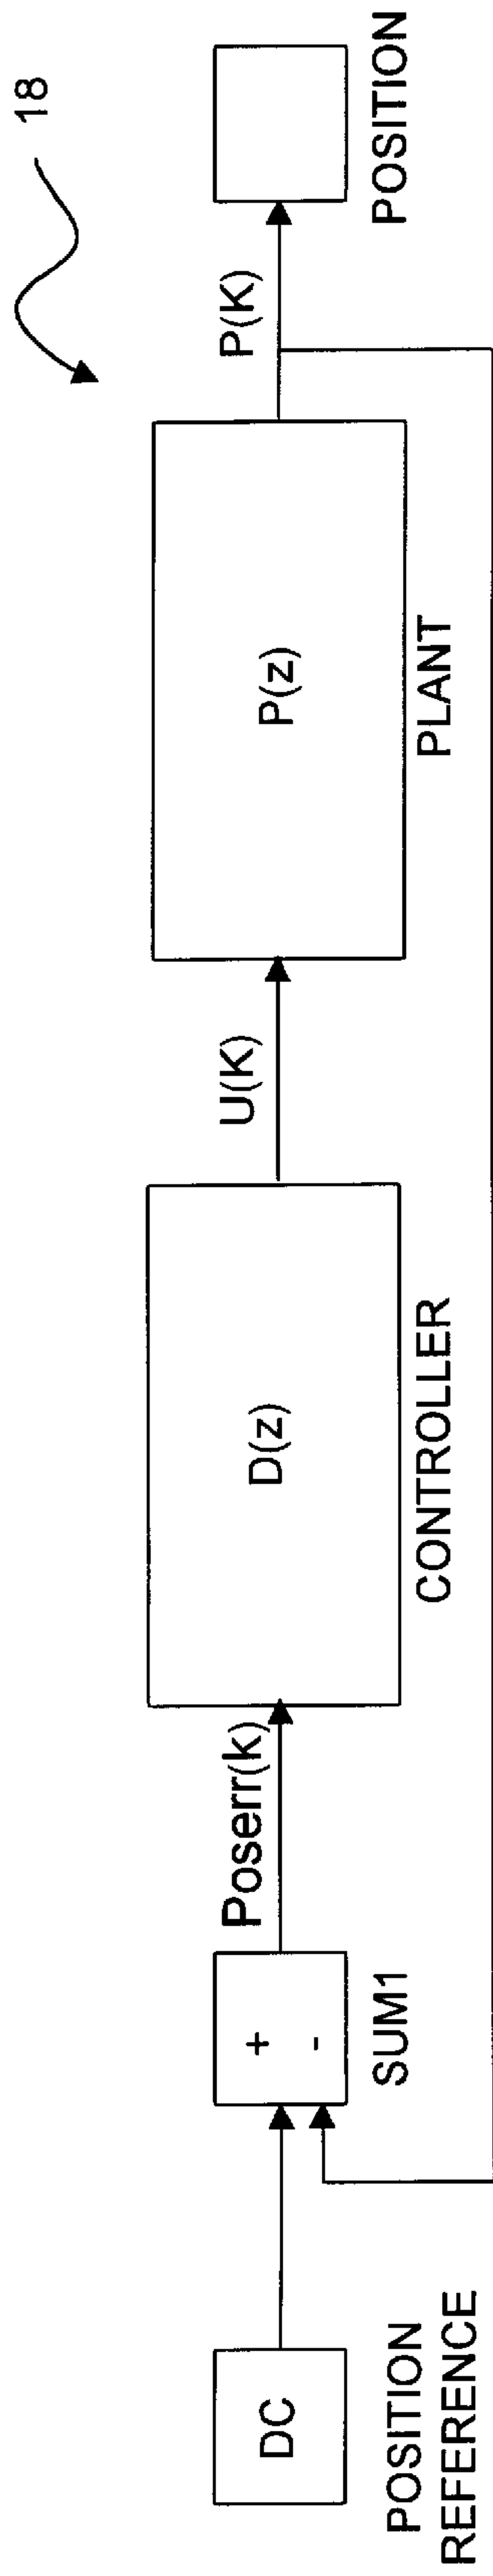 18
DC
POSITION
REFERENCE
+
-
SUM1
Poserr(k)
D(z)
CONTROLLER
U(K)
P(z)
PLANT
P(K)
POSITION